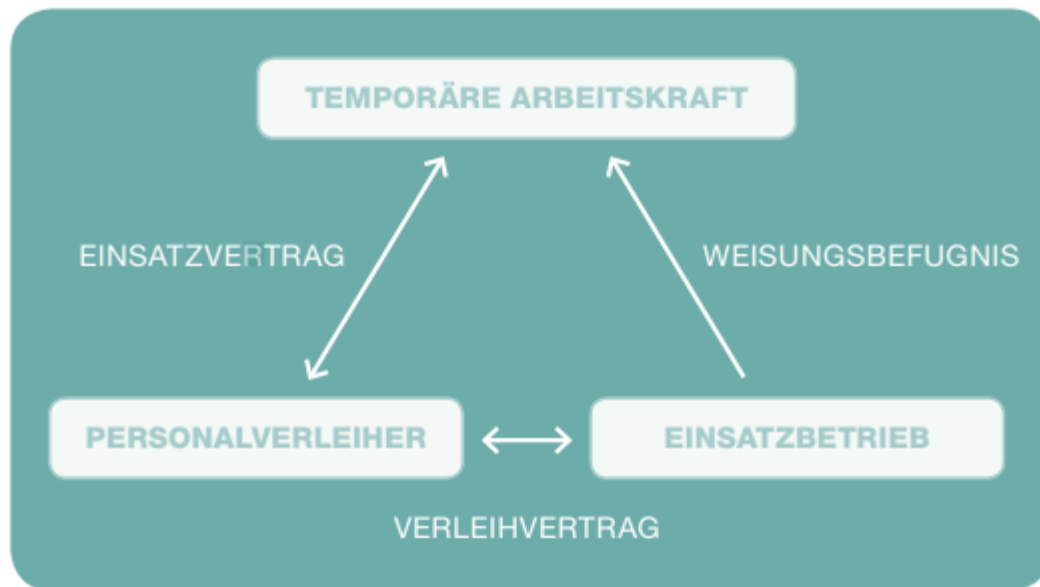 TEMPORÄRE ARBEITSKRAFT
EINSATZVERTRAG
WEISUNGSBEFUGNIS
PERSONALVERLEIHER
EINSATZBETRIEB
VERLEIHVERTRAG